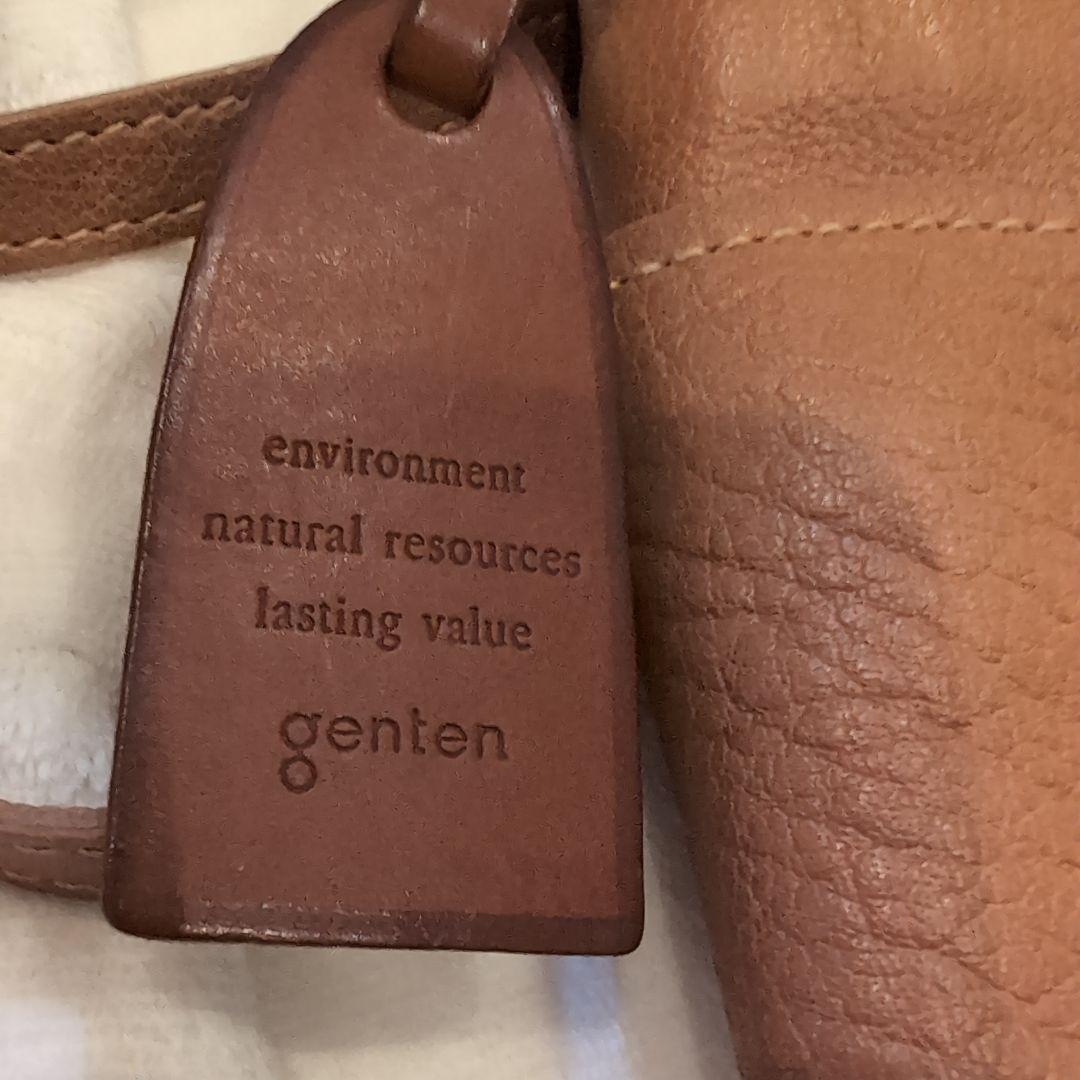 environment
natural resources
lasting value
genten